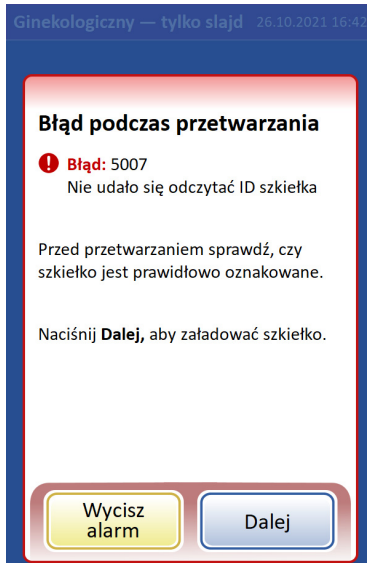 Ginekologiczny — tylko slajd 26.10.2021 16:42
Błąd podczas przetwarzania
Błąd: 5007
Nie udało się odczytać ID szkiełka
Przed przetwarzaniem sprawdź, czy
szkiełko jest prawidłowo oznakowane.
Naciśnij Dalej, aby załadować szkiełko.
Wycisz
alarm
Dalej